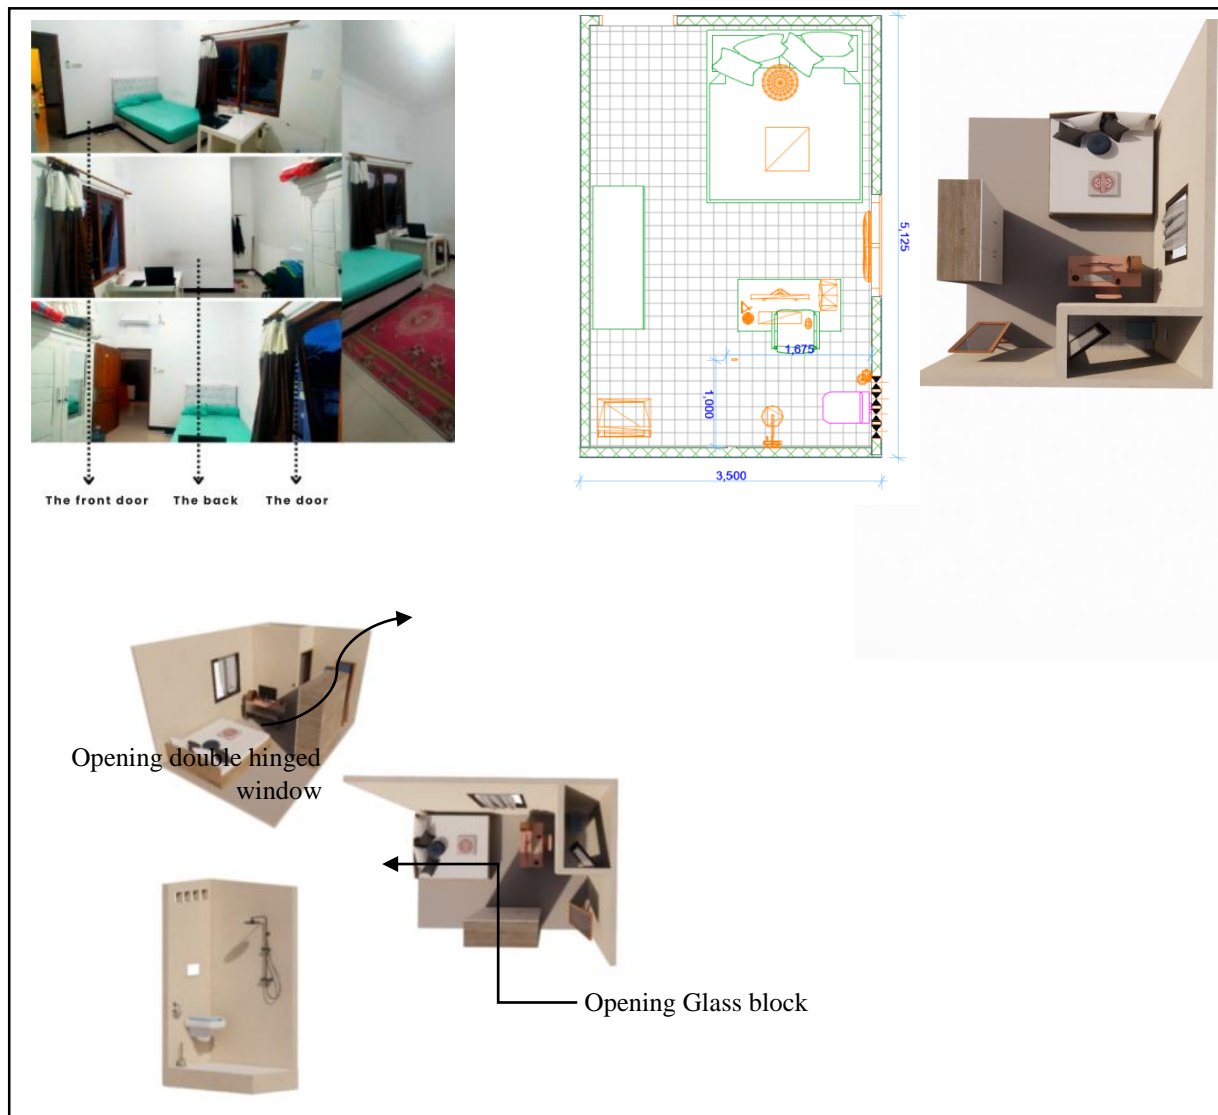 5,125
1,675
1,000
3,500
The front door
The back
The door
Opening double hinged
window
Opening Glass block